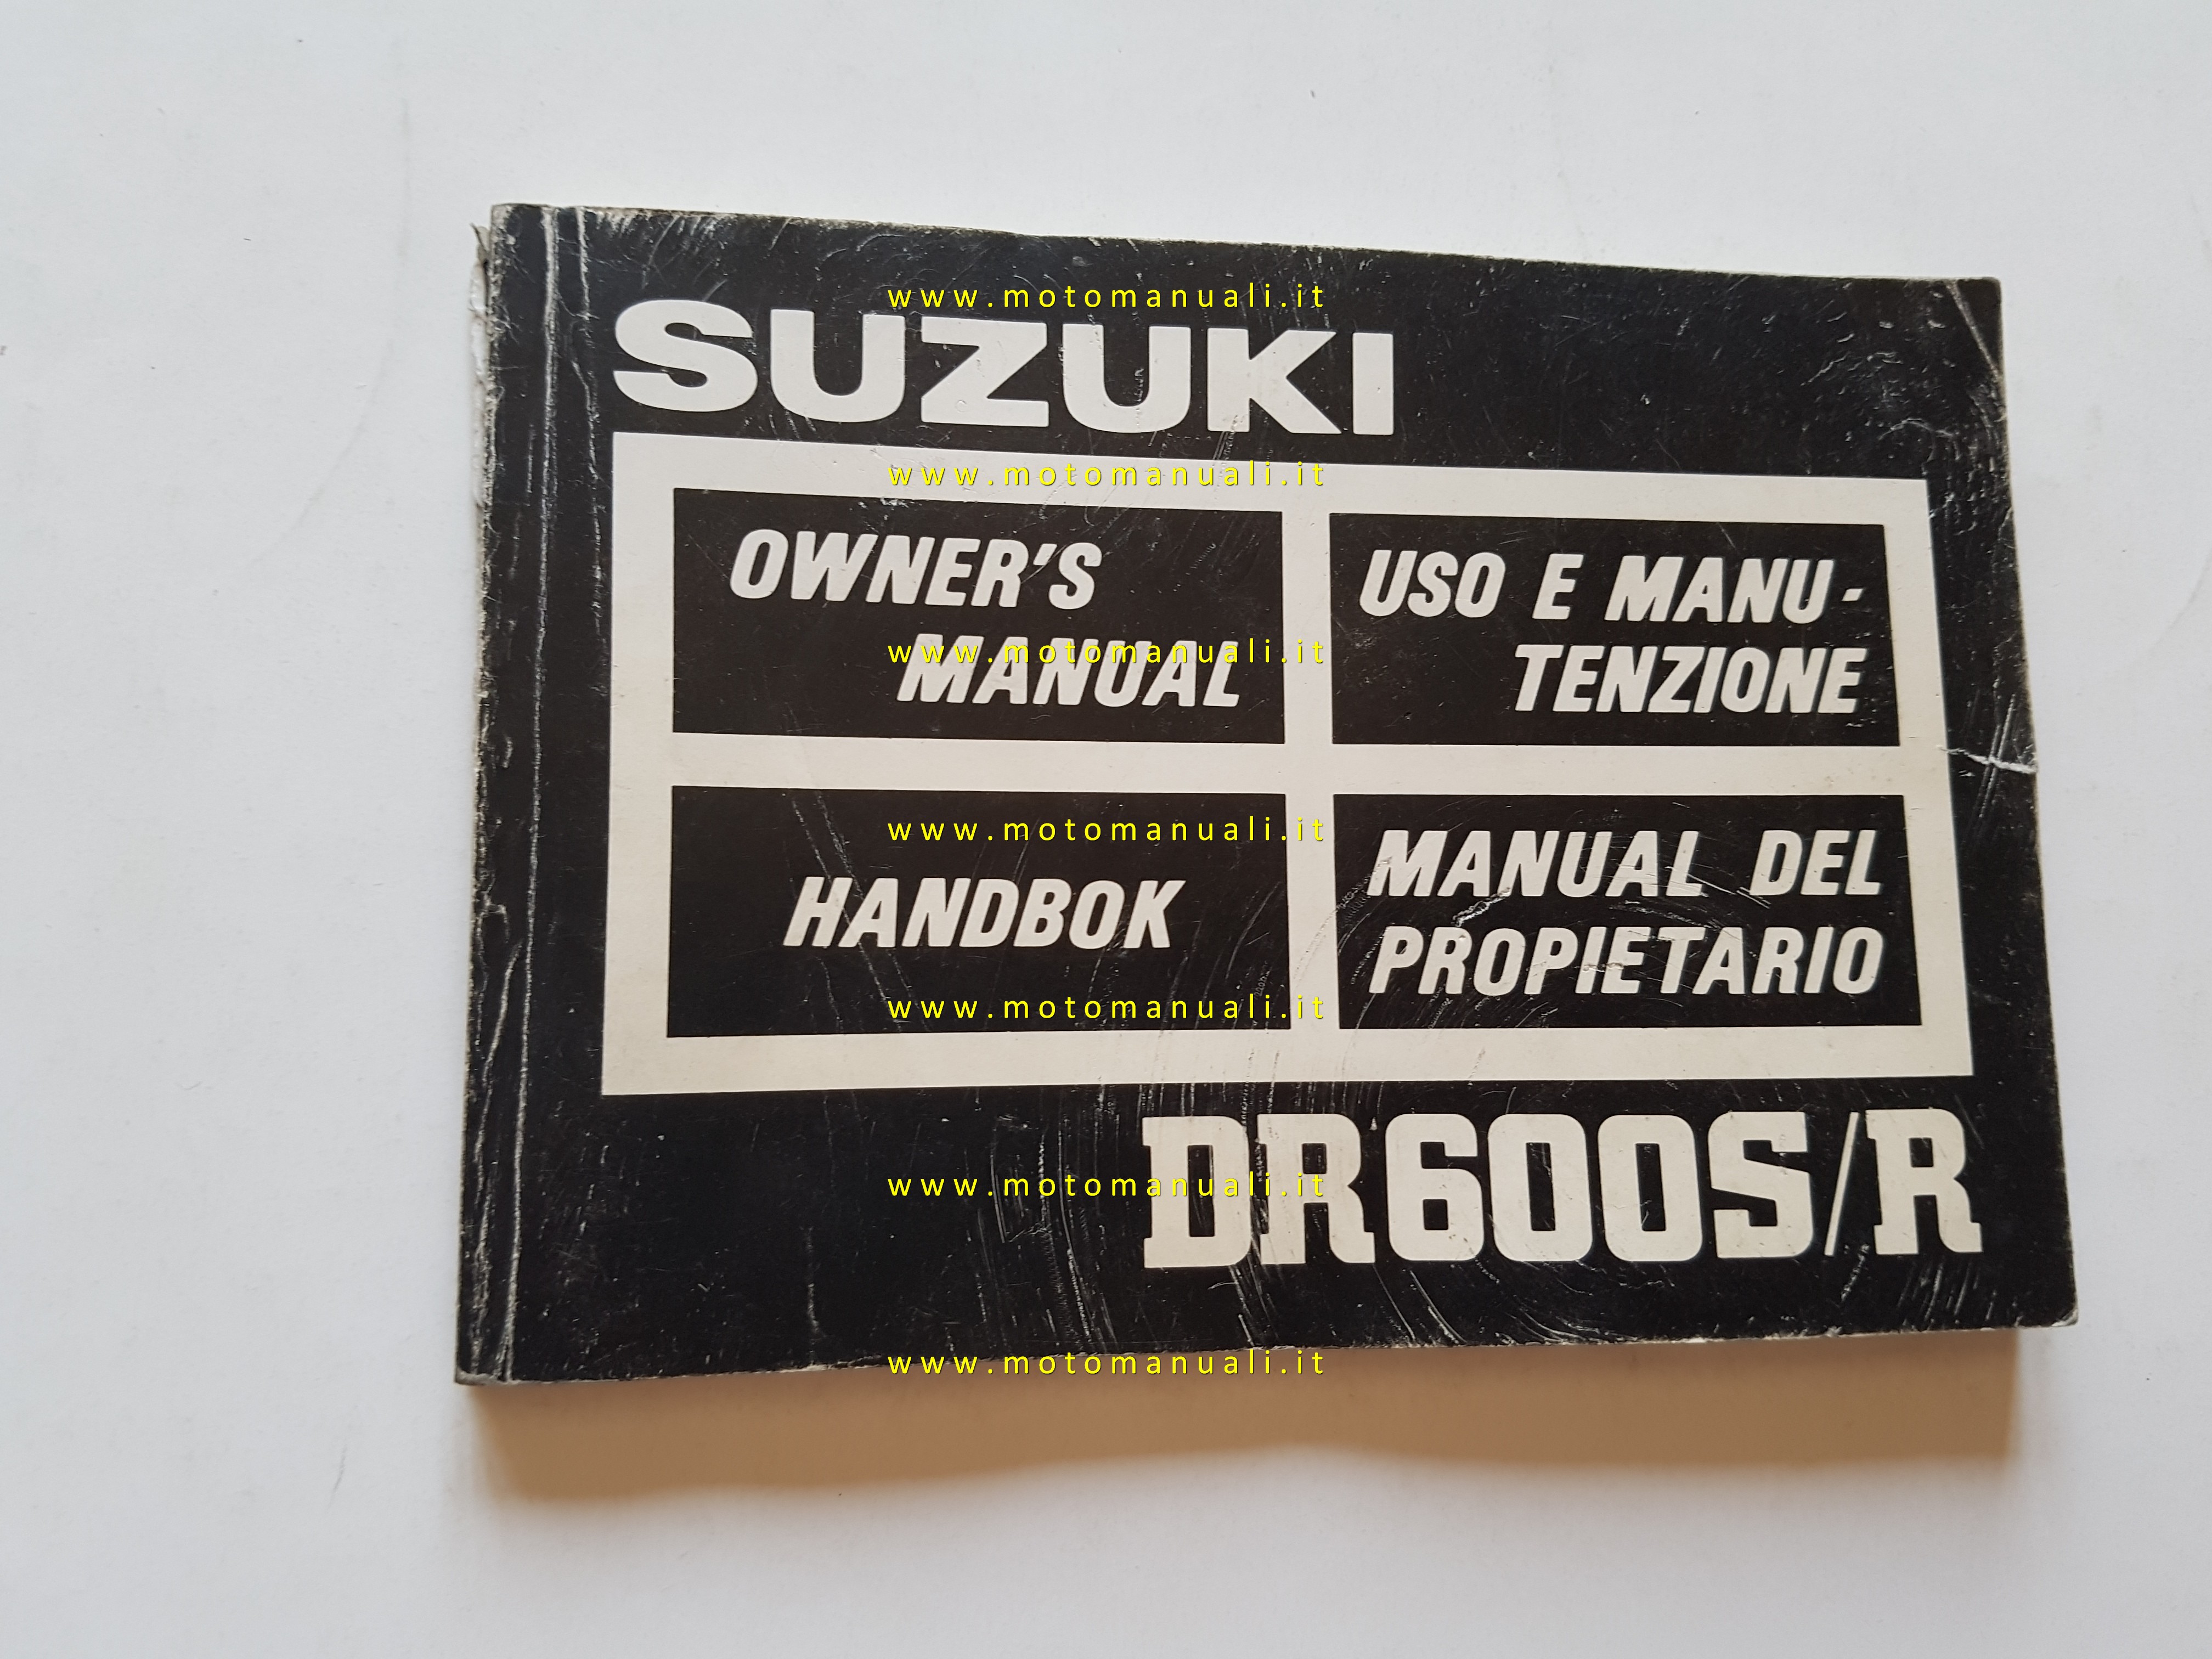 www.motomanuali.it
SUZUKI
www.motomanuali.it
OWNER'S
www.motomanuali.it
MANUAL
USO E MANU-
TENZIONE
www.motomanuali.it
HANDBOK
MANUAL DEL
PROPIETARIO
www.motomanuali.it
DR600S/R
www.motomanuali.it
www.motomanuali.it